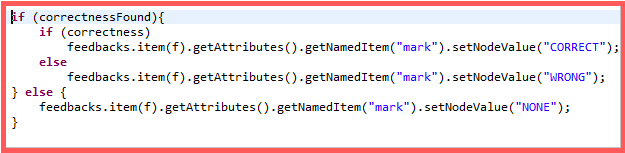 if (correctnessFound){
    if (correctness)
        feedbacks.item(f).getAttributes().getNamedItem("mark").setNodeValue("CORRECT");
    else
        feedbacks.item(f).getAttributes().getNamedItem("mark").setNodeValue("WRONG");
} else {
    feedbacks.item(f).getAttributes().getNamedItem("mark").setNodeValue("NONE");
}